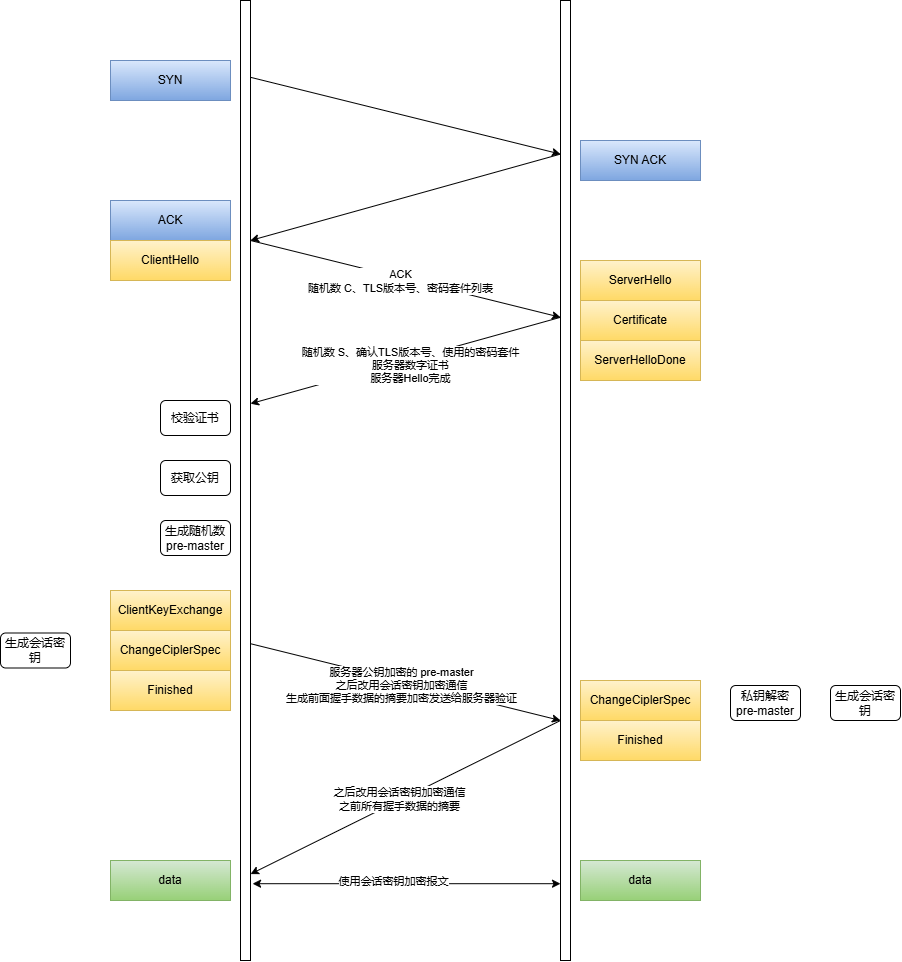 SYN
SYN ACK
ACK
ClientHello
ACK
随机数 C、TLS版本号、密码套件列表
ServerHello
Certificate
ServerHelloDone
随机数 S、确认TLS版本号、使用的密码套件
服务器数字证书
服务器Hello完成
校验证书
获取公钥
生成随机数
pre-master
ClientKeyExchange
生成会话密
钥
ChangeCiplerSpec
Finished
服务器公钥加密的 pre-master
之后改用会话密钥加密通信
生成前面握手数据的摘要加密发送给服务器验证
ChangeCiplerSpec
Finished
私钥解密
pre-master
生成会话密
钥
之后改用会话密钥加密通信
之前所有握手数据的摘要
data
使用会话密钥加密报文
data